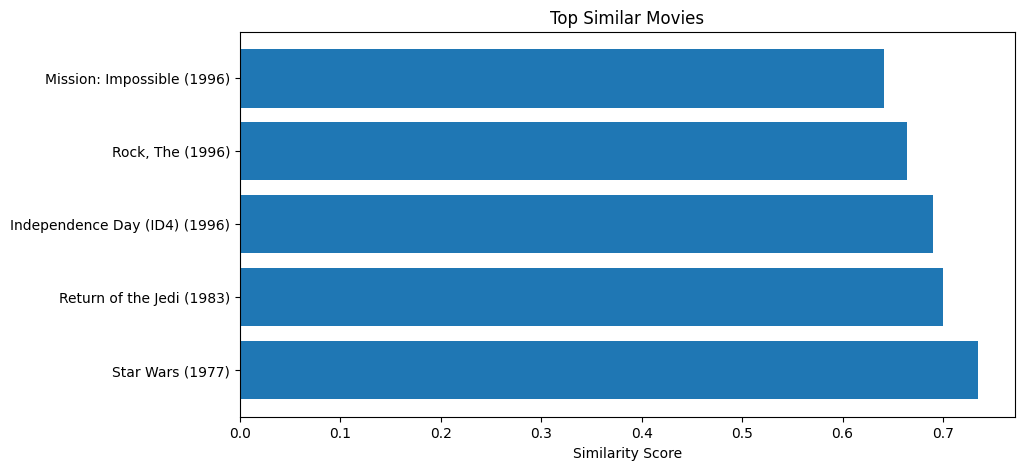 Top Similar Movies
Mission: Impossible (1996)
Rock, The (1996)
Independence Day (ID4) (1996)
Return of the Jedi (1983)
Star Wars (1977)
0.0 0.1 0.2 0.3 0.4 0.5 0.6 0.7
Similarity Score